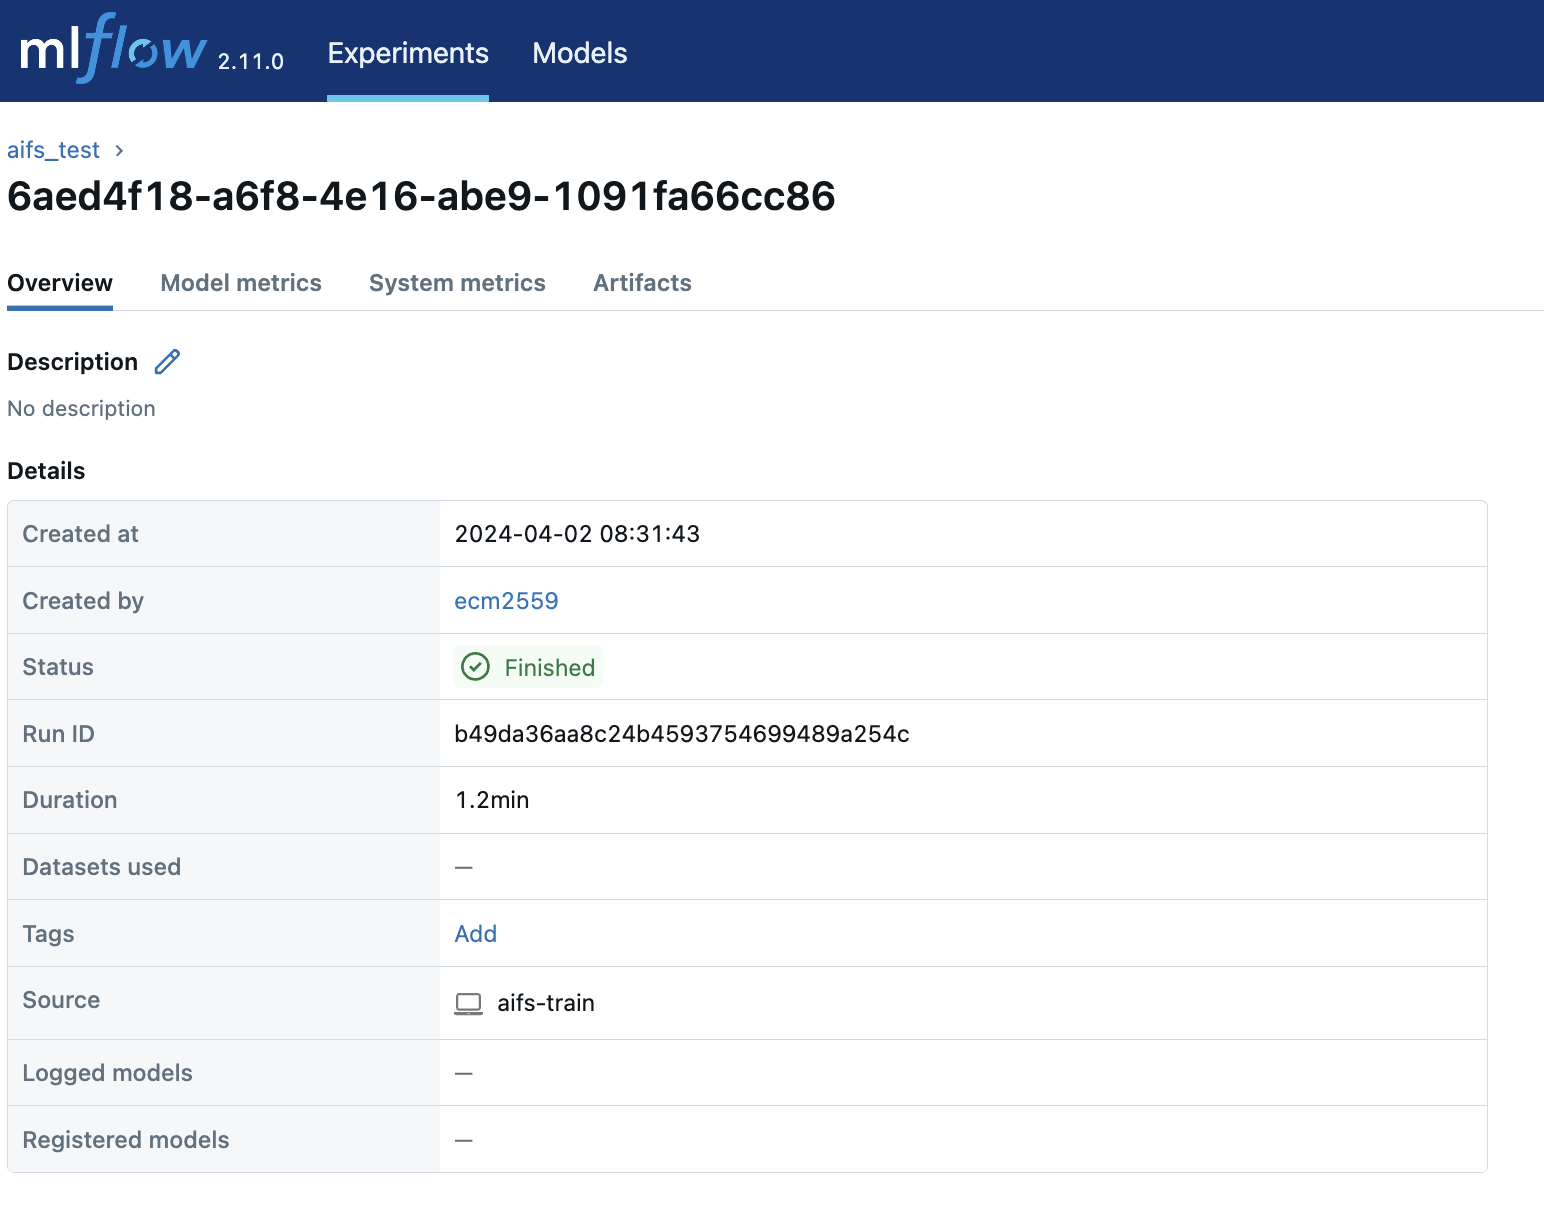 mlflow 2.11.0 Experiments Models
aifs_test ›
6aed4f18-a6f8-4e16-abe9-1091fa66cc86
Overview Model metrics System metrics Artifacts
Description
No description
Details
Created at 2024-04-02 08:31:43
Created by ecm2559
Status Finished
Run ID b49da36aa8c24b4593754699489a254c
Duration 1.2min
Datasets used —
Tags Add
Source aifs-train
Logged models —
Registered models —